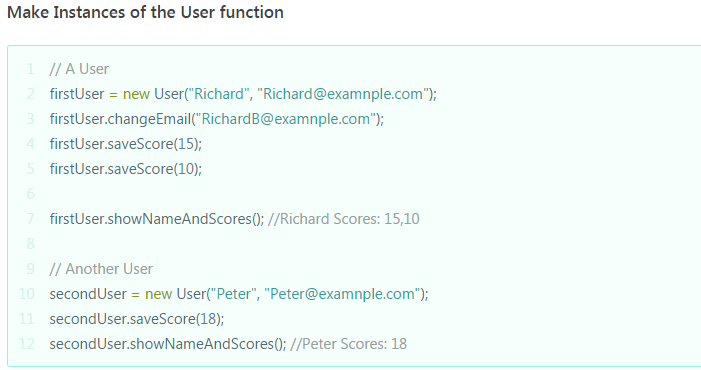 Make Instances of the User function
1 // A User
2 firstUser = new User("Richard", "Richard@examnple.com");
3 firstUser.changeEmail("RichardB@examnple.com");
4 firstUser.saveScore(15);
5 firstUser.saveScore(10);
6
7 firstUser.showNameAndScores(); //Richard Scores: 15,10
8
9 // Another User
10 secondUser = new User("Peter", "Peter@examnple.com");
11 secondUser.saveScore(18);
12 secondUser.showNameAndScores(); //Peter Scores: 18